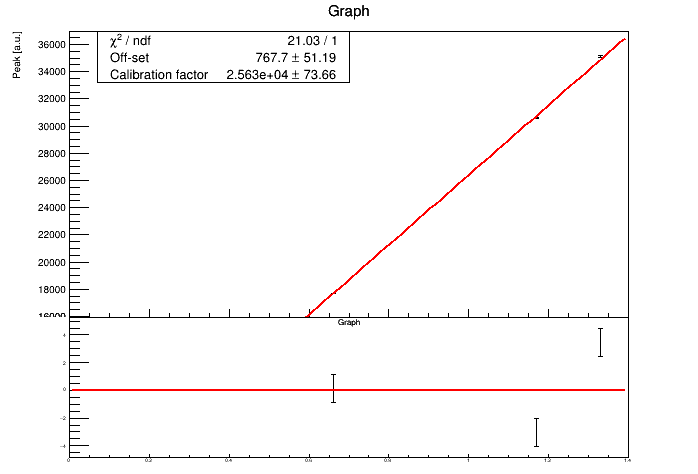 Graph
Peak [a.u.]
χ² / ndf 21.03 / 1
Off-set 767.7 ± 51.19
Calibration factor 2.563e+04 ± 73.66
36000
34000
32000
30000
28000
26000
24000
22000
20000
18000
16000
Graph
4
2
0
−2
−4
0 0.2 0.4 0.6 0.8 1 1.2 1.4